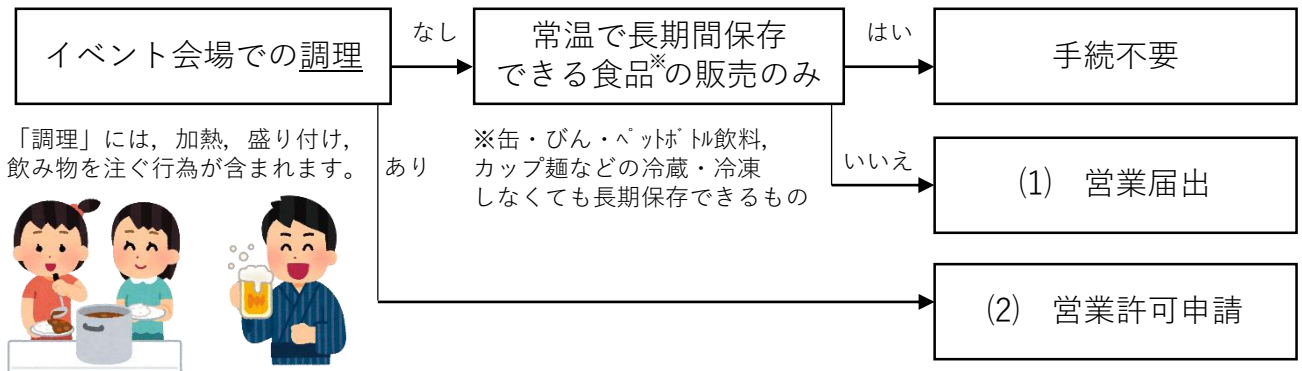 イベント会場での調理
なし
常温で長期間保存
できる食品※の販売のみ
はい
手続不要
「調理」には，加熱，盛り付け，
飲み物を注ぐ行為が含まれます。
あり
※缶・びん・ﾍﾟｯﾄﾎﾞﾄﾙ飲料，
カップ麺などの冷蔵・冷凍
しなくても長期保存できるもの
いいえ
⑴　営業届出
⑵　営業許可申請